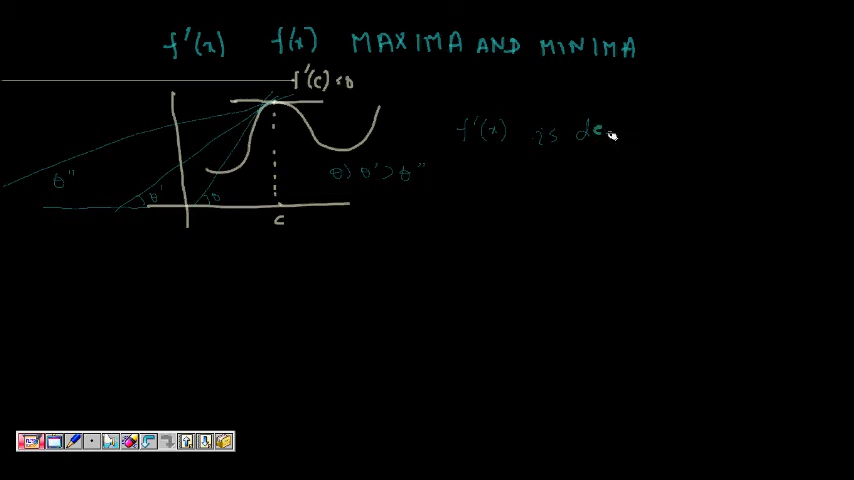 f'(x) f(x) MAXIMA AND MINIMA
f'(c) = 0
f'(x) is de
θ'' θ > θ' > θ''
θ' θ
c